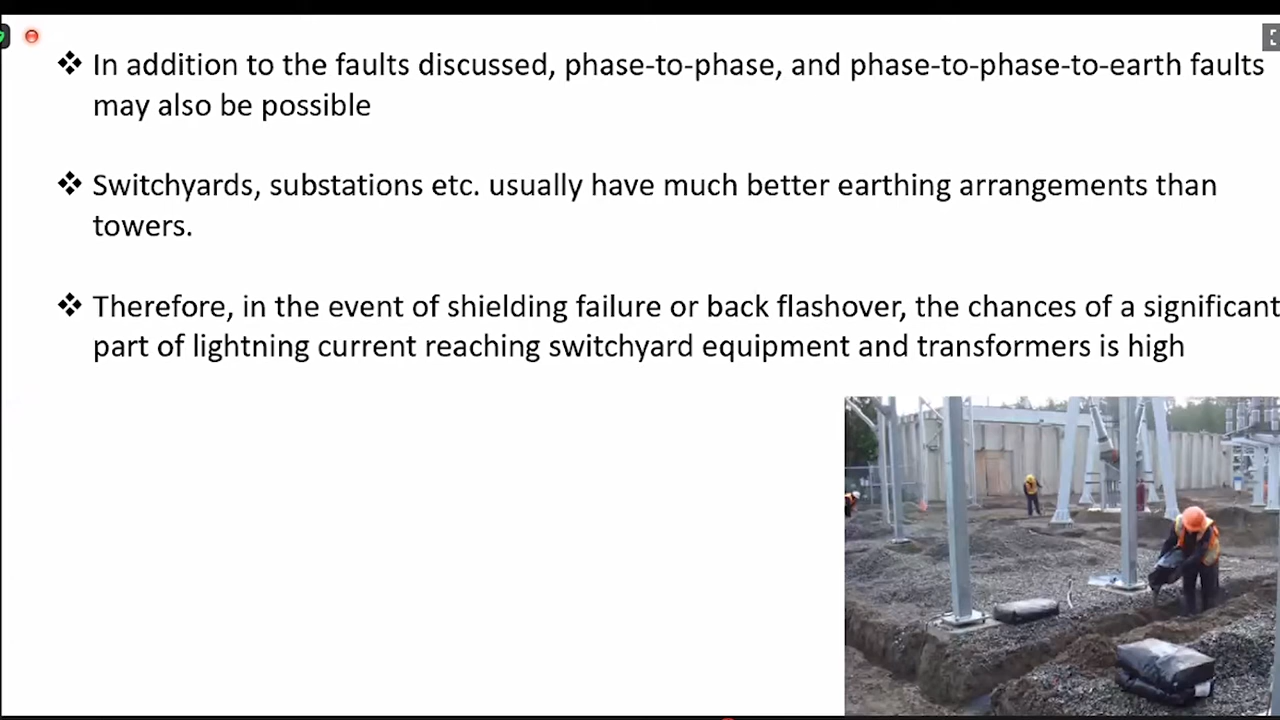 ❖ In addition to the faults discussed, phase-to-phase, and phase-to-phase-to-earth faults
may also be possible
❖ Switchyards, substations etc. usually have much better earthing arrangements than
towers.
❖ Therefore, in the event of shielding failure or back flashover, the chances of a significant
part of lightning current reaching switchyard equipment and transformers is high